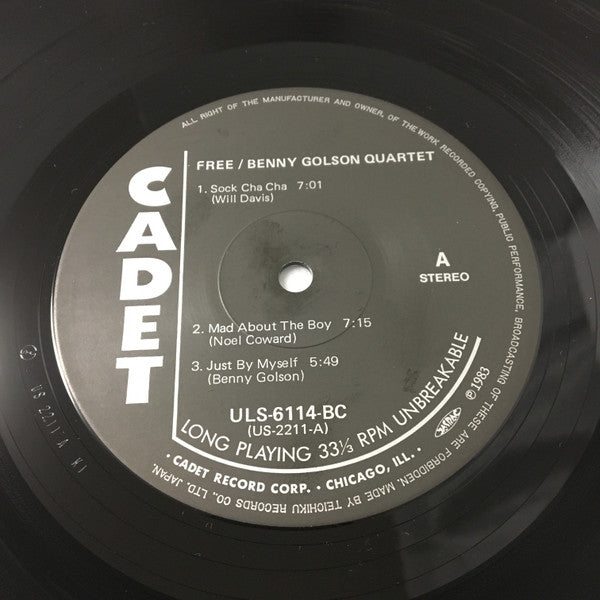 ALL RIGHT OF THE MANUFACTURER AND OWNER, OF THE WORK RECORDED COPYING, PUBLIC PERFORMANCE, BROADCASTING OF THESE ARE FORBIDDEN. MADE BY TEICHIKU RECORDS CO., LTD. JAPAN.
CADET
FREE / BENNY GOLSON QUARTET
1. Sock Cha Cha 7:01
(Will Davis)
A
STEREO
2. Mad About The Boy 7:15
(Noel Coward)
3. Just By Myself 5:49
(Benny Golson)
ULS-6114-BC
(US-2211-A)
℗1983
LONG PLAYING 33⅓ RPM UNBREAKABLE
· CADET RECORD CORP. · CHICAGO, ILL. ·
US 2211 A